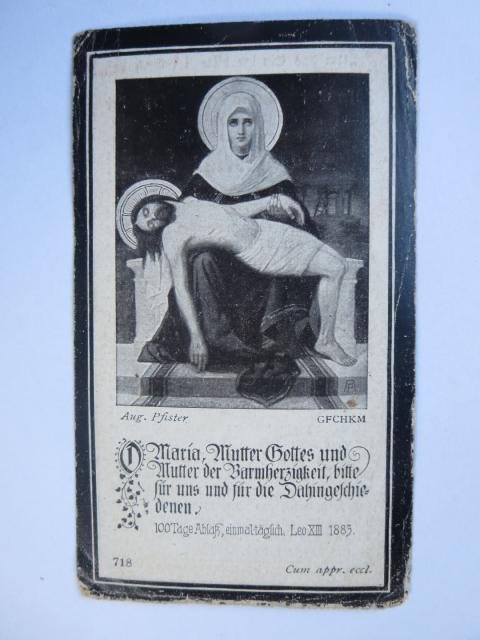 Aug. Pfister
GFCHKM
O Maria, Mutter Gottes und
Mutter der Barmherzigkeit, bitte
für uns und für die Dahingeschie-
denen.
100 Tage Ablaß, einmal täglich. Leo XIII 1883.
718
Cum appr. eccl.